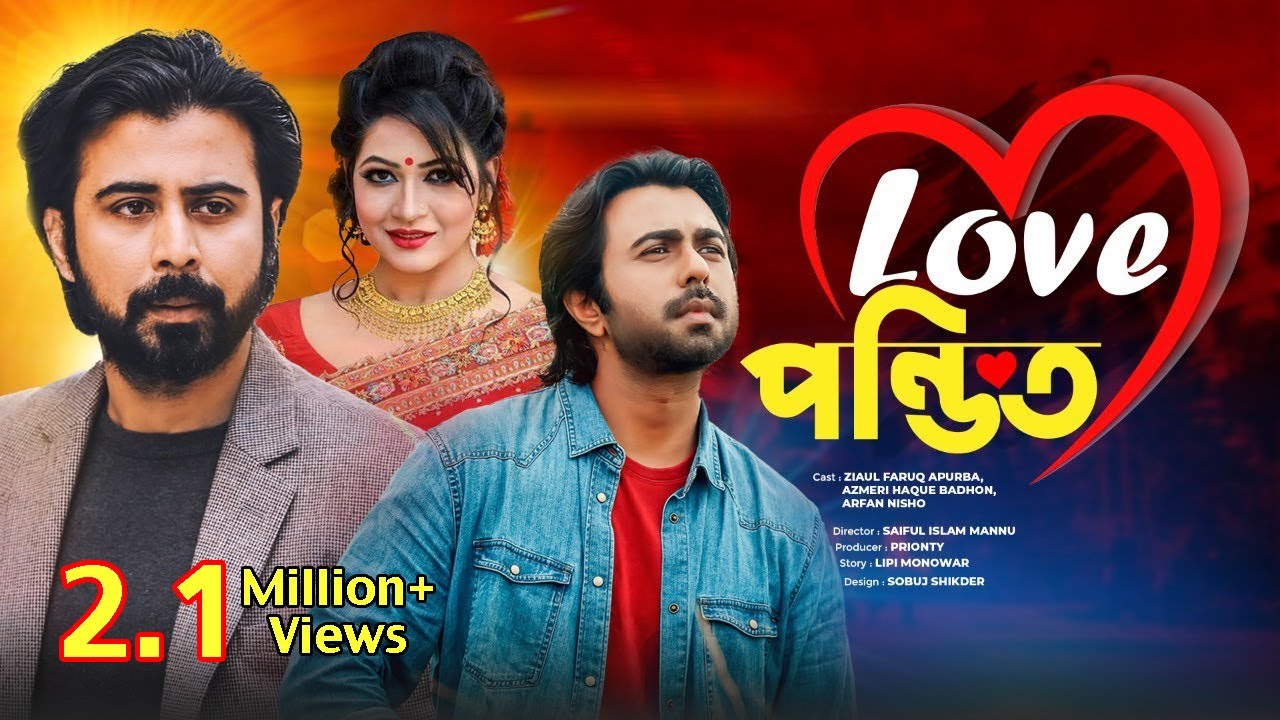 Love
পন্ডিত
Cast : ZIAUL FARUQ APURBA,
AZMERI HAQUE BADHON,
ARFAN NISHO
Director : SAIFUL ISLAM MANNU
Producer : PRIONTY
Story : LIPI MONOWAR
Design : SOBUJ SHIKDER
2.1 Million+
Views